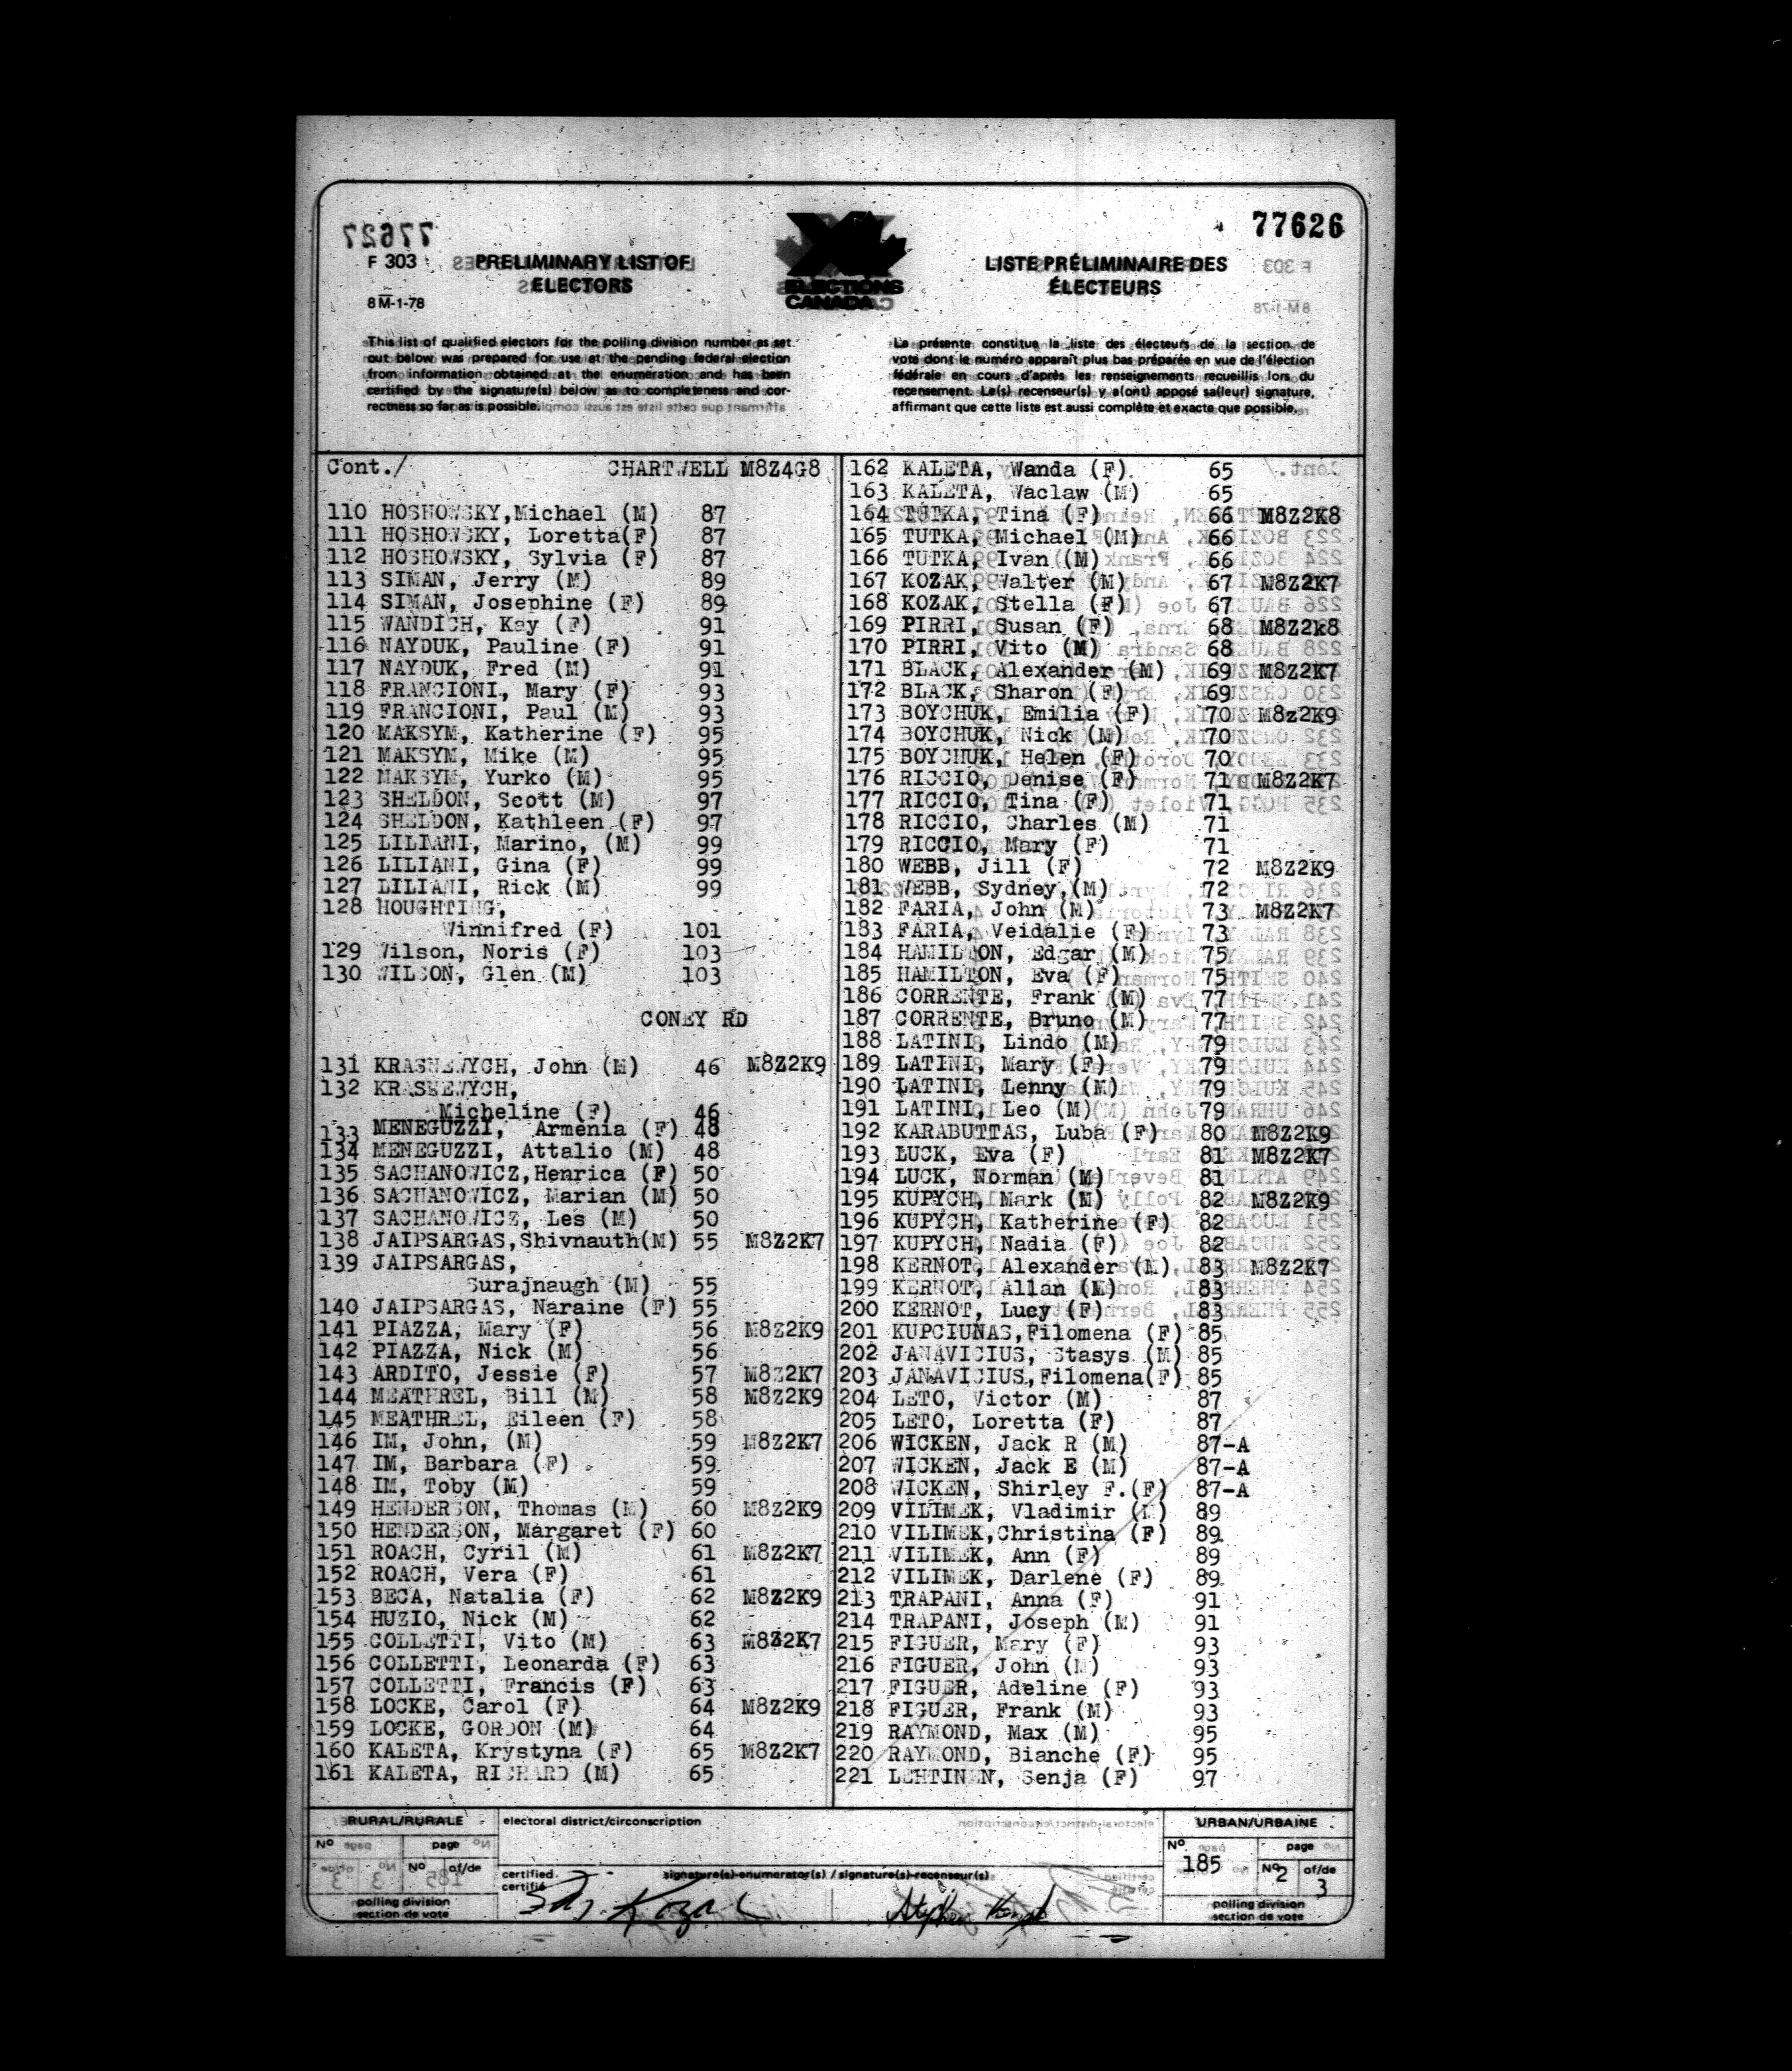 77626
F 303
PRELIMINARY LIST OF
ELECTORS
8 M-1-78
ELECTIONS
CANADA
LISTE PRÉLIMINAIRE DES
ÉLECTEURS
This list of qualified electors for the polling division number as set
out below was prepared for use at the pending federal election
from information obtained at the enumeration and has been
certified by the signature(s) below as to completeness and cor-
rectness so far as is possible.
La présente constitue la liste des électeurs de la section de
vote dont le numéro apparaît plus bas préparée en vue de l'élection
fédérale en cours d'après les renseignements recueillis lors du
recensement. Le(s) recenseur(s) y a(ont) apposé sa(leur) signature,
affirmant que cette liste est aussi complète et exacte que possible.
Cont./ CHARTWELL M8Z4G8
110 HOSHOWSKY,Michael (M) 87
111 HOSHOWSKY, Loretta(F) 87
112 HOSHOWSKY, Sylvia (F) 87
113 SIMAN, Jerry (M) 89
114 SIMAN, Josephine (F) 89
115 WANDICH, Kay (F) 91
116 NAYDUK, Pauline (F) 91
117 NAYDUK, Fred (M) 91
118 FRANCIONI, Mary (F) 93
119 FRANCIONI, Paul (M) 93
120 MAKSYM, Katherine (F) 95
121 MAKSYM, Mike (M) 95
122 MAKSYM, Yurko (M) 95
123 SHELDON, Scott (M) 97
124 SHELDON, Kathleen (F) 97
125 LILIANI, Marino, (M) 99
126 LILIANI, Gina (F) 99
127 LILIANI, Rick (M) 99
128 HOUGHTING,
Winnifred (F) 101
129 Wilson, Noris (F) 103
130 WILSON, Glen (M) 103
CONEY RD
131 KRASNEWYCH, John (M) 46 M8Z2K9
132 KRASNEWYCH,
Micheline (F) 46
133 MENEGUZZI, Armenia (F) 48
134 MENEGUZZI, Attalio (M) 48
135 SACHANOWICZ,Henrica (F) 50
136 SACHANOWICZ, Marian (M) 50
137 SACHANOWICZ, Les (M) 50
138 JAIPSARGAS,Shivnauth(M) 55 M8Z2K7
139 JAIPSARGAS,
Surajnaugh (M) 55
140 JAIPSARGAS, Naraine (F) 55
141 PIAZZA, Mary (F) 56 M8Z2K9
142 PIAZZA, Nick (M) 56
143 ARDITO, Jessie (F) 57 M8Z2K7
144 MEATHREL, Bill (M) 58 M8Z2K9
145 MEATHREL, Eileen (F) 58
146 IM, John, (M) 59 M8Z2K7
147 IM, Barbara (F) 59
148 IM, Toby (M) 59
149 HENDERSON, Thomas (M) 60 M8Z2K9
150 HENDERSON, Margaret (F) 60
151 ROACH, Cyril (M) 61 M8Z2K7
152 ROACH, Vera (F) 61
153 BECA, Natalia (F) 62 M8Z2K9
154 HUZIO, Nick (M) 62
155 COLLETTI, Vito (M) 63 M8Z2K7
156 COLLETTI, Leonarda (F) 63
157 COLLETTI, Francis (F) 63
158 LOCKE, Carol (F) 64 M8Z2K9
159 LOCKE, GORDON (M) 64
160 KALETA, Krystyna (F) 65 M8Z2K7
161 KALETA, RICHARD (M) 65
162 KALETA, Wanda (F) 65
163 KALETA, Waclaw (M) 65
164 TUTKA, Tina (F) 66 M8Z2K8
165 TUTKA, Michael (M) 66
166 TUTKA, Ivan (M) 66
167 KOZAK, Walter (M) 67 M8Z2K7
168 KOZAK, Stella (F) 67
169 PIRRI, Susan (F) 68 M8Z2k8
170 PIRRI, Vito (M) 68
171 BLACK, Alexander (M) 69 M8Z2K7
172 BLACK, Sharon (F) 69
173 BOYCHUK, Emilia (F) 70 M8z2K9
174 BOYCHUK, Nick (M) 70
175 BOYCHUK, Helen (F) 70
176 RICCIO, Denise (F) 71 M8Z2K7
177 RICCIO, Tina (F) 71
178 RICCIO, Charles (M) 71
179 RICCIO, Mary (F) 71
180 WEBB, Jill (F) 72 M8Z2K9
181 WEBB, Sydney,(M) 72
182 FARIA, John (M) 73 M8Z2K7
183 FARIA, Veidalie (F) 73
184 HAMILTON, Edgar (M) 75
185 HAMILTON, Eva (F) 75
186 CORRENTE, Frank (M) 77
187 CORRENTE, Bruno (M) 77
188 LATINI, Lindo (M) 79
189 LATINI, Mary (F) 79
190 LATINI, Lenny (M) 79
191 LATINI, Leo (M) 79
192 KARABUTTAS, Luba (F) 80 M8Z2K9
193 LUCK, Eva (F) 81 M8Z2K7
194 LUCK, Norman (M) 81
195 KUPYCH, Mark (M) 82 M8Z2K9
196 KUPYCH, Katherine (F) 82
197 KUPYCH, Nadia (F) 82
198 KERNOT, Alexander (M) 83 M8Z2K7
199 KERNOT, Allan (M) 83
200 KERNOT, Lucy (F) 83
201 KUPCIUNAS,Filomena (F) 85
202 JANAVICIUS, Stasys (M) 85
203 JANAVICIUS,Filomena(F) 85
204 LETO, Victor (M) 87
205 LETO, Loretta (F) 87
206 WICKEN, Jack R (M) 87-A
207 WICKEN, Jack E (M) 87-A
208 WICKEN, Shirley F.(F) 87-A
209 VILIMEK, Vladimir (M) 89
210 VILIMEK,Christina (F) 89
211 VILIMEK, Ann (F) 89
212 VILIMEK, Darlene (F) 89
213 TRAPANI, Anna (F) 91
214 TRAPANI, Joseph (M) 91
215 FIGUER, Mary (F) 93
216 FIGUER, John (M) 93
217 FIGUER, Adeline (F) 93
218 FIGUER, Frank (M) 93
219 RAYMOND, Max (M) 95
220 RAYMOND, Bianche (F) 95
221 LEHTINEN, Senja (F) 97
RURAL/RURALE
No page
No of/de
polling division
section de vote
electoral district/circonscription
certified
certifié
signature(s)-enumerator(s) / signature(s)-recenseur(s)
URBAN/URBAINE
No page
185 No 2 of/de 3
polling division
section de vote